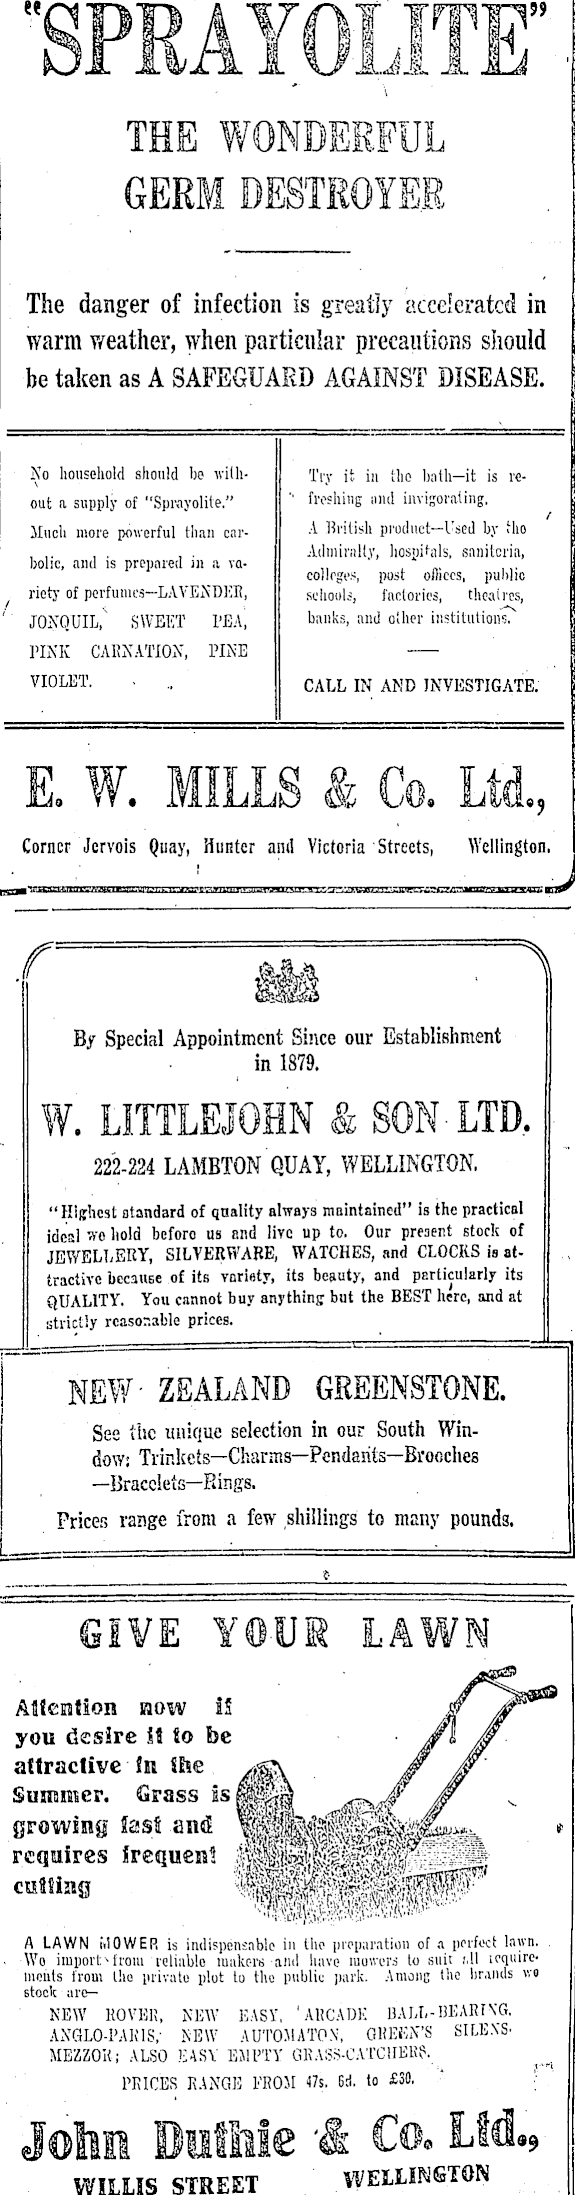 "SPRAYOLITE"
THE WONDERFUL
GERM DESTROYER
The danger of infection is greatly accelerated in
warm weather, when particular precautions should
be taken as A SAFEGUARD AGAINST DISEASE.
No household should be with-
out a supply of "Sprayolite."
Much more powerful than car-
bolic, and is prepared in a va-
riety of perfumes—LAVENDER,
JONQUIL, SWEET PEA,
PINK CARNATION, PINE
VIOLET.
Try it in the bath—it is re-
freshing and invigorating.
A British product—Used by the
Admiralty, hospitals, saniteria,
colleges, post offices, public
schools, factories, theatres,
banks, and other institutions.
CALL IN AND INVESTIGATE.
E. W. MILLS & Co. Ltd.,
Corner Jervois Quay, Hunter and Victoria Streets, Wellington.
By Special Appointment Since our Establishment
in 1879.
W. LITTLEJOHN & SON LTD.
222-224 LAMBTON QUAY, WELLINGTON.
"Highest standard of quality always maintained" is the practical
ideal we hold before us and live up to. Our present stock of
JEWELLERY, SILVERWARE, WATCHES, and CLOCKS is at-
tractive because of its variety, its beauty, and particularly its
QUALITY. You cannot buy anything but the BEST here, and at
strictly reasonable prices.
NEW ZEALAND GREENSTONE.
See the unique selection in our South Win-
dow: Trinkets—Charms—Pendants—Brooches
—Bracelets—Rings.
Prices range from a few shillings to many pounds.
GIVE YOUR LAWN
Attention now if
you desire it to be
attractive in the
Summer. Grass is
growing fast and
requires frequent
cutting
A LAWN MOWER is indispensable in the preparation of a perfect lawn.
We import from reliable makers and have mowers to suit all require-
ments from the private plot to the public park. Among the brands we
stock are—
NEW ROVER, NEW EASY, ARCADE BALL-BEARING,
ANGLO-PARIS, NEW AUTOMATON, GREEN'S SILENS-
MEZZOR; ALSO EASY EMPTY GRASS-CATCHERS.
PRICES RANGE FROM 47s. 6d. to £30.
John Duthie & Co. Ltd.,
WILLIS STREET WELLINGTON